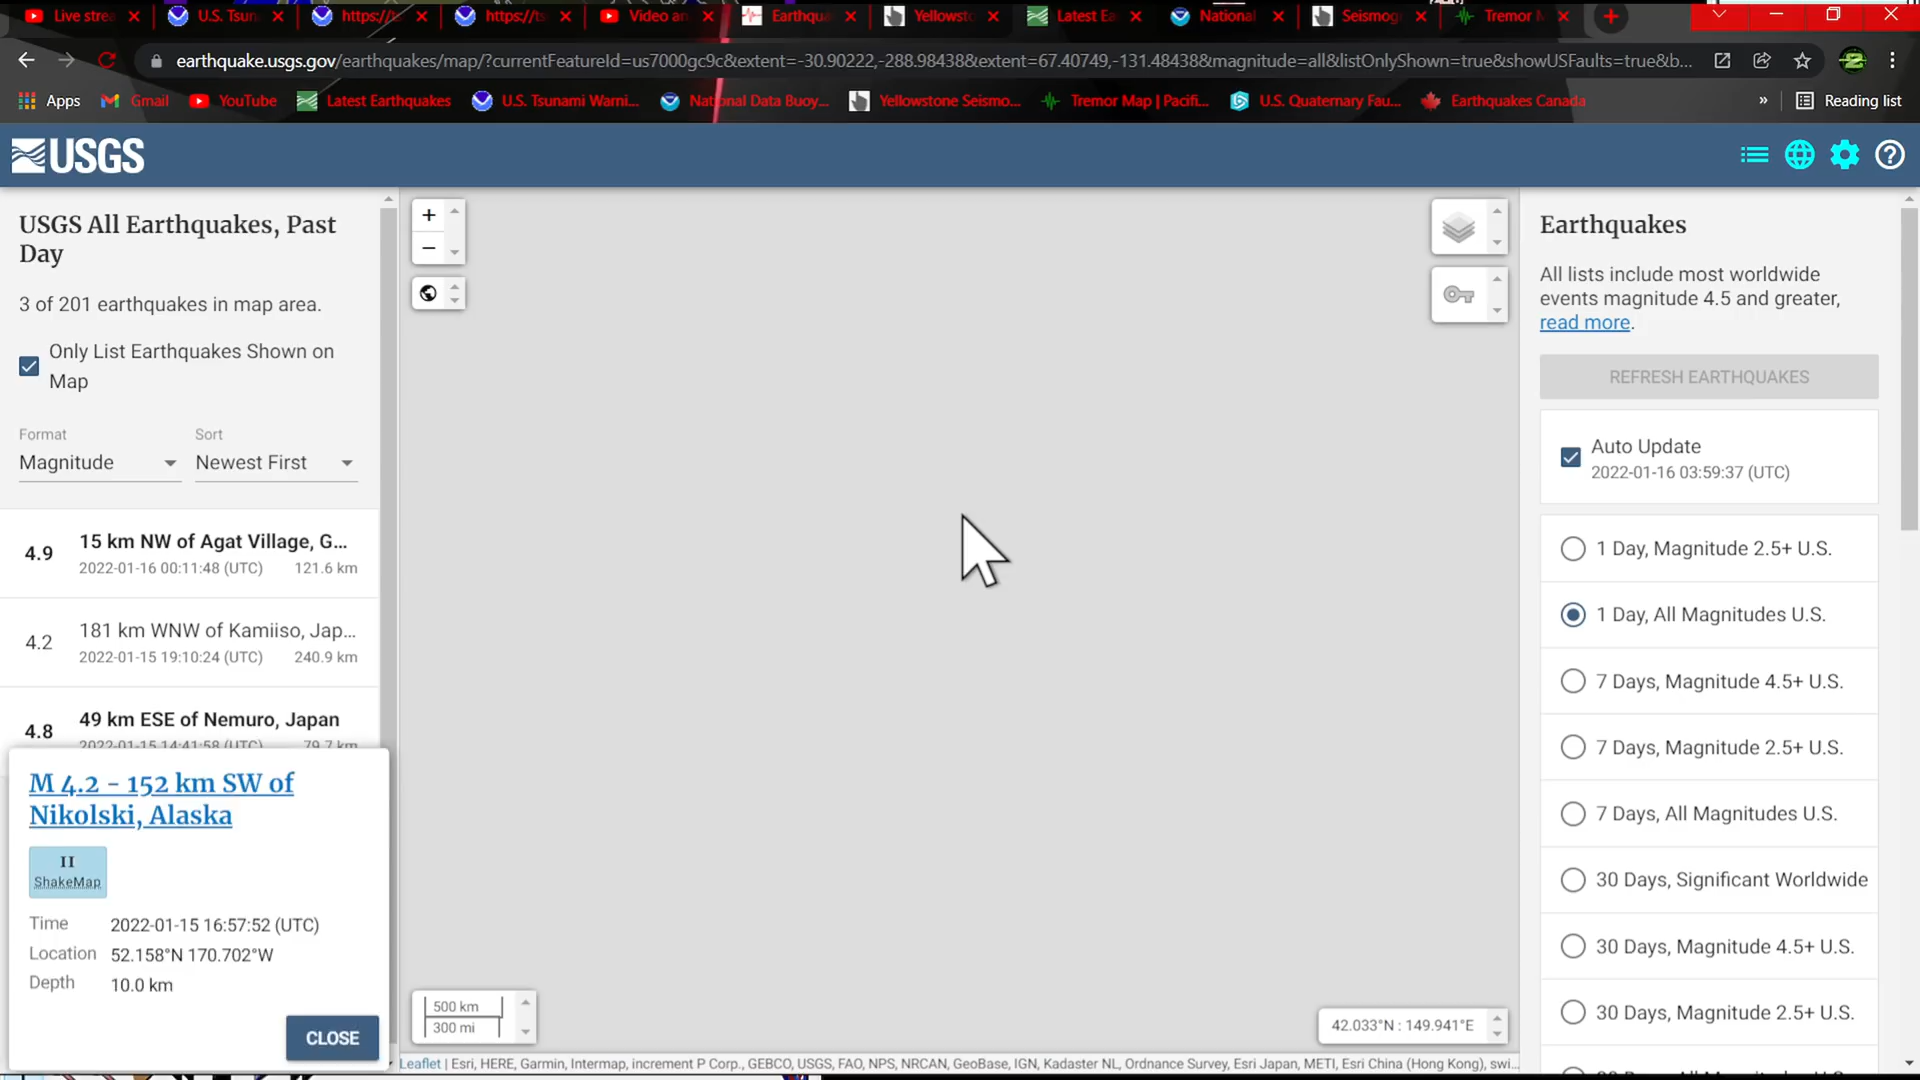 Live strea
U.S. Tsun
https://ts
https://ts
Video an
Earthqua
Yellowsto
Latest Ea
National
Seismog
Tremor M
earthquake.usgs.gov/earthquakes/map/?currentFeatureId=us7000gc9c&extent=-30.90222,-288.98438&extent=67.40749,-131.48438&magnitude=all&listOnlyShown=true&showUSFaults=true&b...
Apps
Gmail
YouTube
Latest Earthquakes
U.S. Tsunami Warni...
National Data Buoy...
Yellowstone Seismo...
Tremor Map | Pacifi...
U.S. Quaternary Fau...
Earthquakes Canada
»
Reading list
USGS
USGS All Earthquakes, Past
Day
3 of 201 earthquakes in map area.
Only List Earthquakes Shown on
Map
Format
Sort
Magnitude
Newest First
4.9
15 km NW of Agat Village, G...
2022-01-16 00:11:48 (UTC) 121.6 km
4.2
181 km WNW of Kamiiso, Jap...
2022-01-15 19:10:24 (UTC) 240.9 km
4.8
49 km ESE of Nemuro, Japan
2022-01-15 14:41:58 (UTC) 79.7 km
M 4.2 - 152 km SW of
Nikolski, Alaska
II
ShakeMap
Time 2022-01-15 16:57:52 (UTC)
Location 52.158°N 170.702°W
Depth 10.0 km
CLOSE
+
−
500 km
300 mi
42.033°N : 149.941°E
Leaflet | Esri, HERE, Garmin, Intermap, increment P Corp., GEBCO, USGS, FAO, NPS, NRCAN, GeoBase, IGN, Kadaster NL, Ordnance Survey, Esri Japan, METI, Esri China (Hong Kong), swi...
Earthquakes
All lists include most worldwide
events magnitude 4.5 and greater,
read more.
REFRESH EARTHQUAKES
Auto Update
2022-01-16 03:59:37 (UTC)
1 Day, Magnitude 2.5+ U.S.
1 Day, All Magnitudes U.S.
7 Days, Magnitude 4.5+ U.S.
7 Days, Magnitude 2.5+ U.S.
7 Days, All Magnitudes U.S.
30 Days, Significant Worldwide
30 Days, Magnitude 4.5+ U.S.
30 Days, Magnitude 2.5+ U.S.